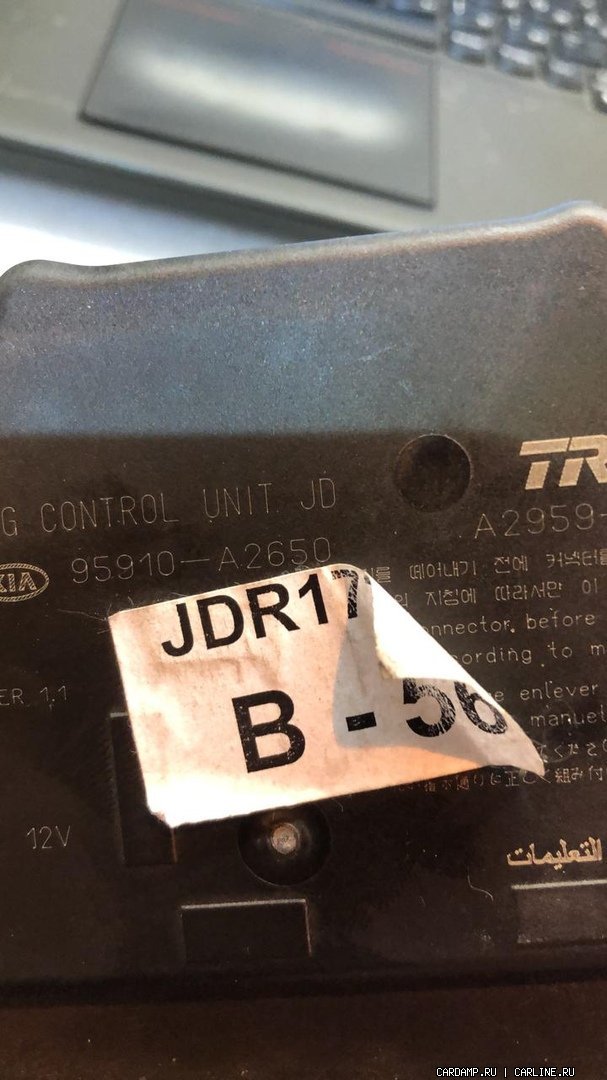 TR
G CONTROL UNIT JD
A2959-
KIA 95910-A2650
떼어내기 전에 커넥터를
지침에 따라서만 이
JDR17
onnector, before
ording to m
ER. 1.1
B - 56
enlever
manuel
12V
التعليمات
CARDAMP.RU | CARLINE.RU